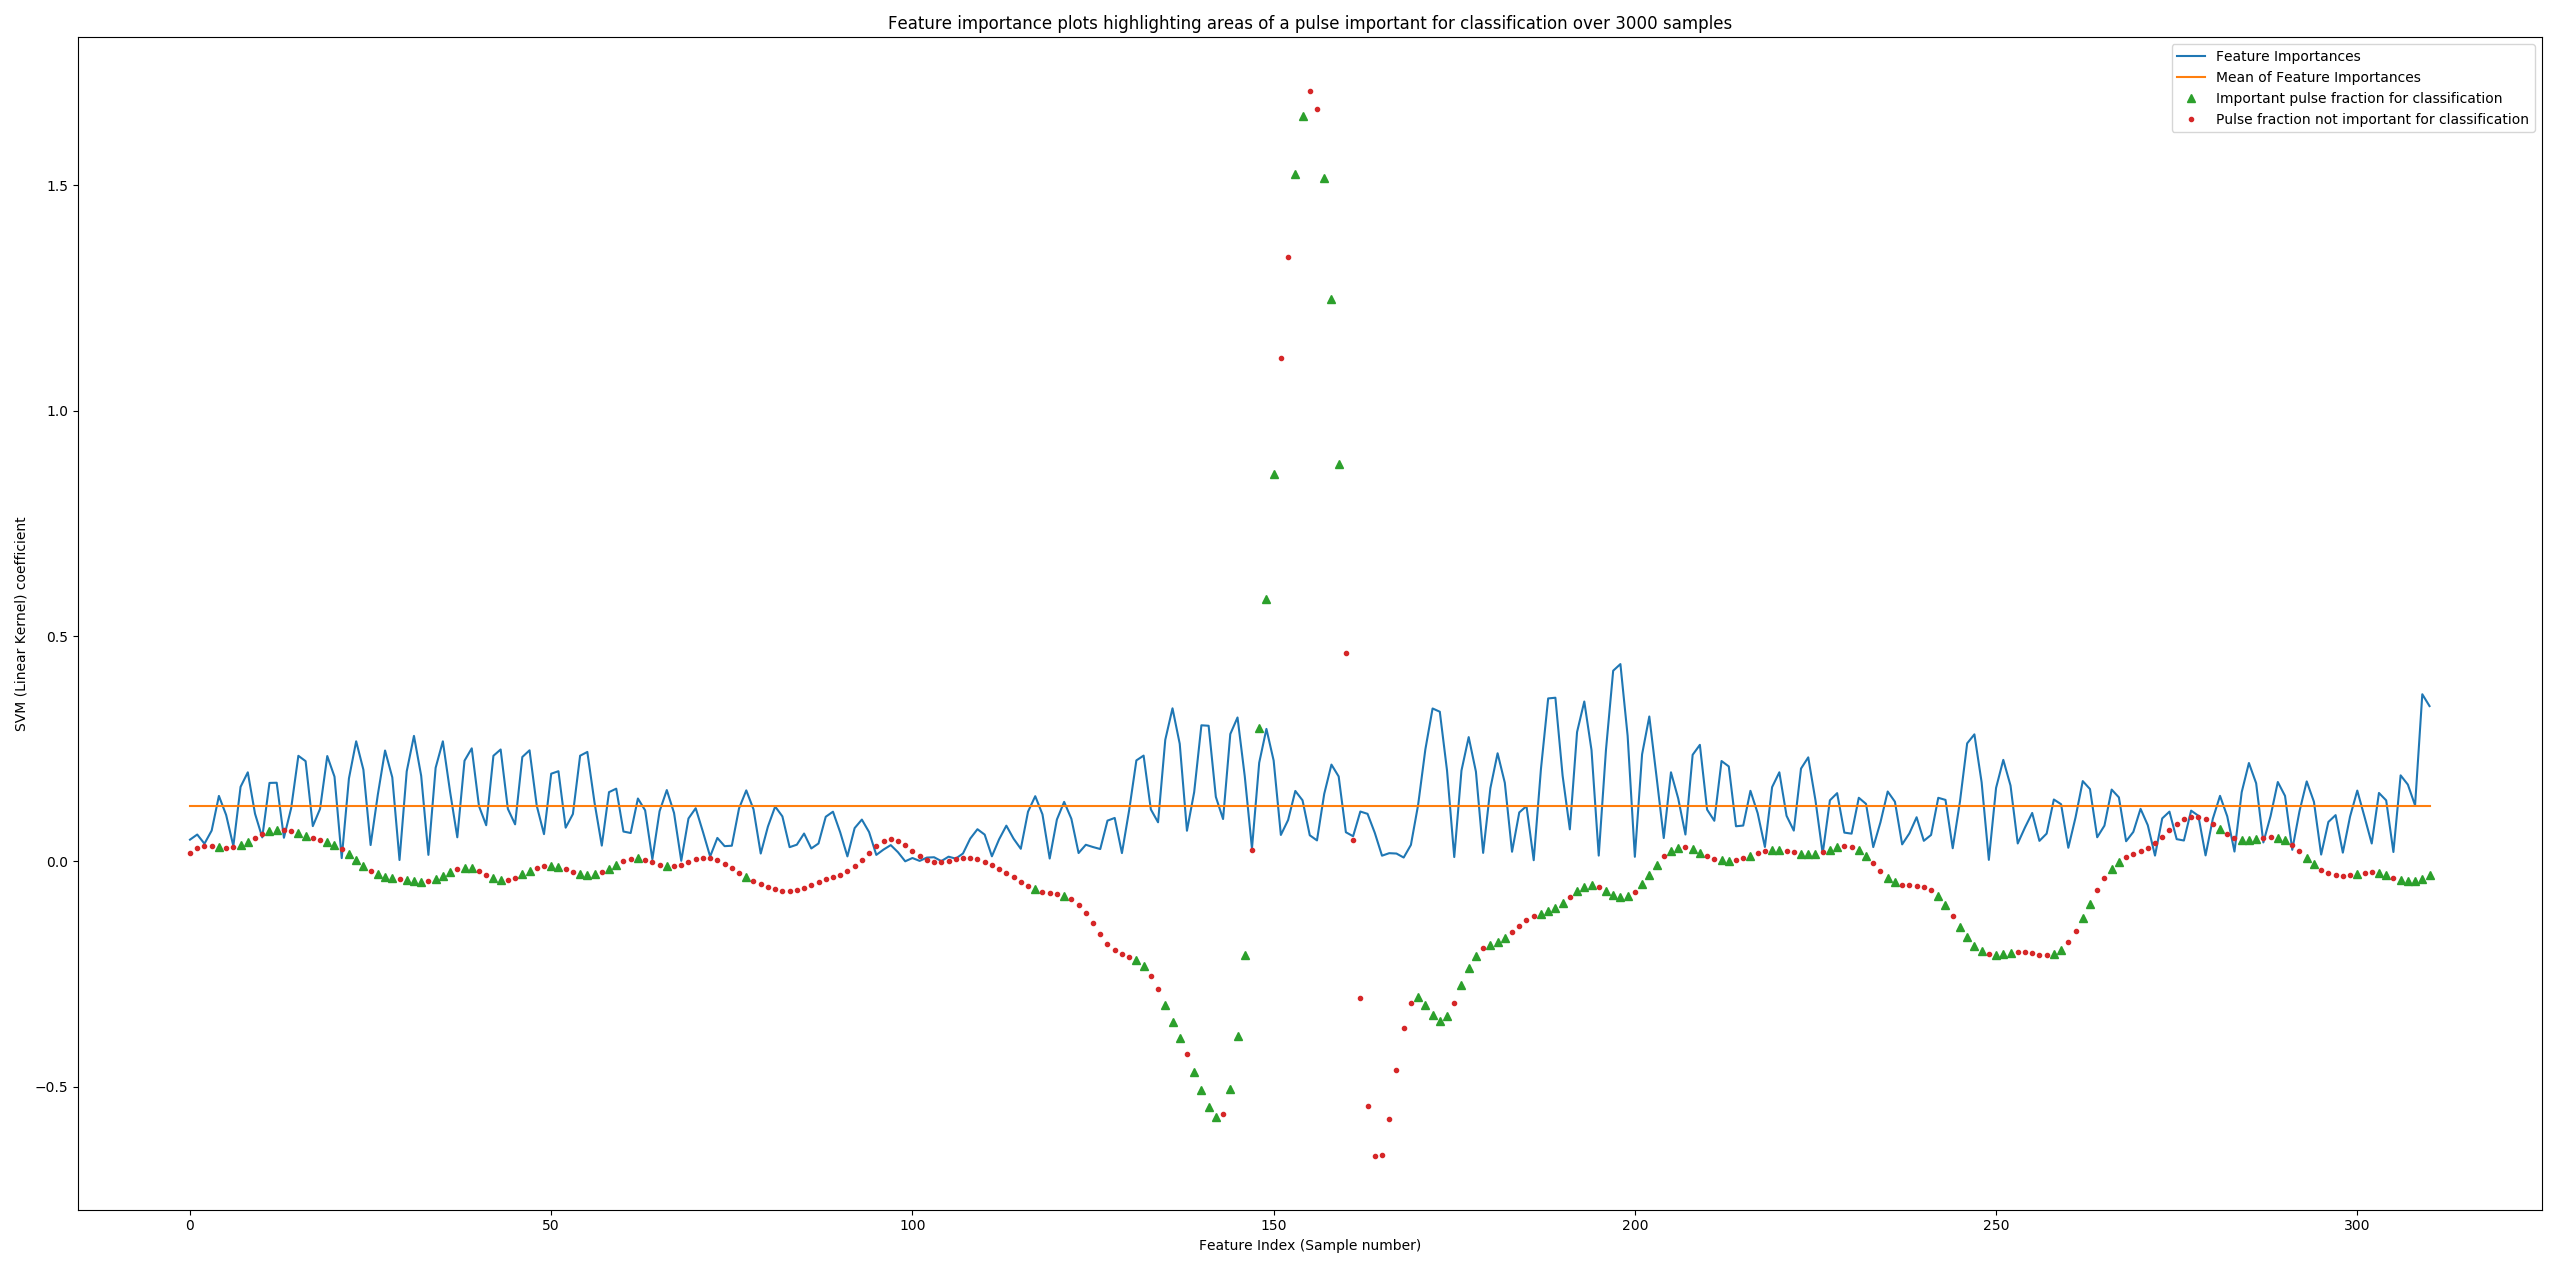 Feature importance plots highlighting areas of a pulse important for classification over 3000 samples
Feature Importances
Mean of Feature Importances
Important pulse fraction for classification
Pulse fraction not important for classification
SVM (Linear Kernel) coefficient
1.5
1.0
0.5
0.0
−0.5
0
50
100
150
200
250
300
Feature Index (Sample number)